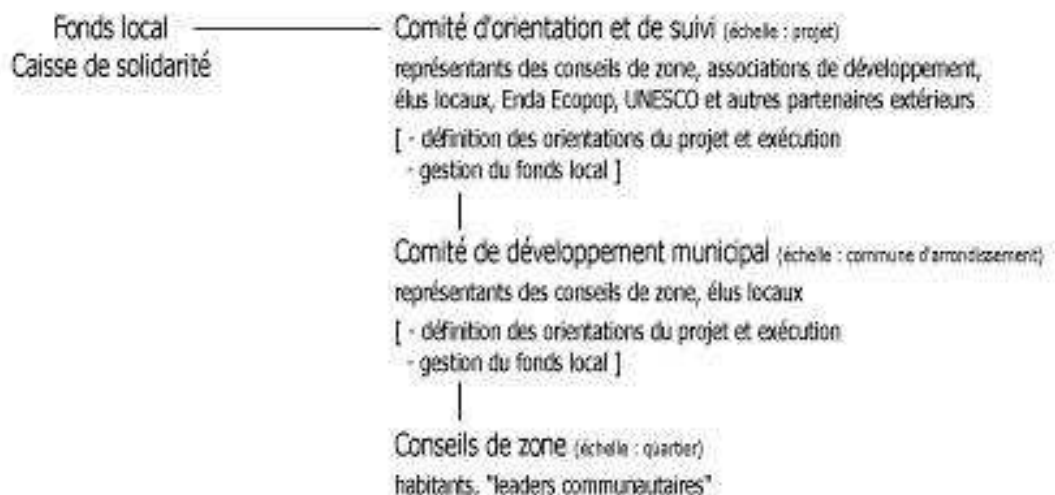 Fonds local
Caisse de solidarité
Comité d'orientation et de suivi (échelle : projet)
représentants des conseils de zone, associations de développement,
élus locaux, Enda Ecopop, UNESCO et autres partenaires extérieurs
[ - définition des orientations du projet et exécution
- gestion du fonds local ]
Comité de développement municipal (échelle : commune d'arrondissement)
représentants des conseils de zone, élus locaux
[ - définition des orientations du projet et exécution
- gestion du fonds local ]
Conseils de zone (échelle : quartier)
habitants, "leaders communautaires"